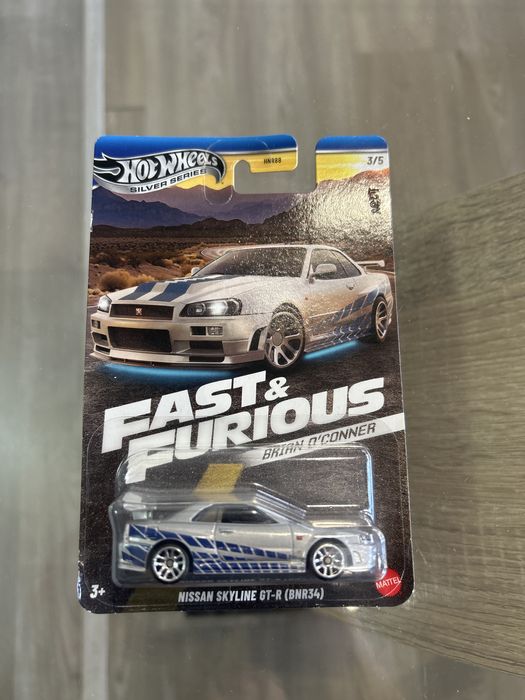 HOT WHEELS
SILVER SERIES
HNR88
3/5
FAST &
FURIOUS
BRIAN O'CONNER
3+
NISSAN SKYLINE GT-R (BNR34)
MATTEL